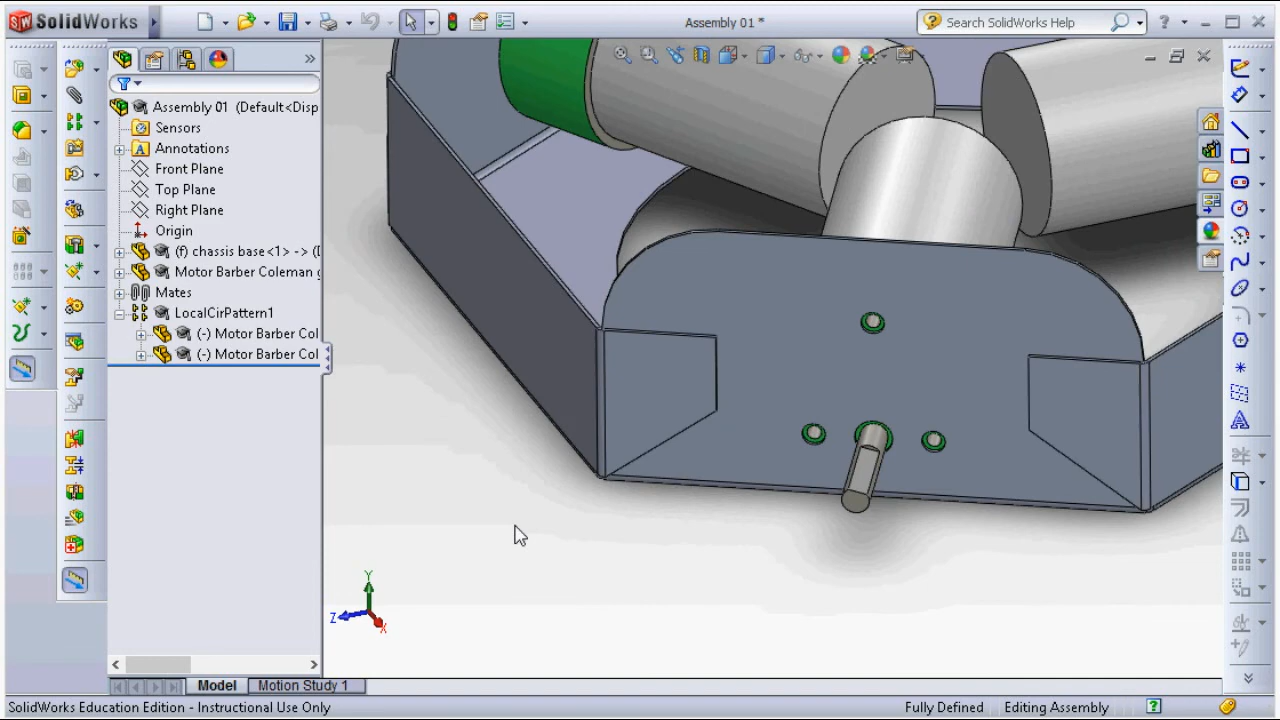 SolidWorks
Assembly 01 *
Search SolidWorks Help
Assembly 01 (Default<Disp
Sensors
Annotations
Front Plane
Top Plane
Right Plane
Origin
(f) chassis base<1> -> (
Motor Barber Coleman g
Mates
LocalCirPattern1
(-) Motor Barber Col
(-) Motor Barber Col
Y
Z
X
Model
Motion Study 1
SolidWorks Education Edition - Instructional Use Only
Fully Defined
Editing Assembly